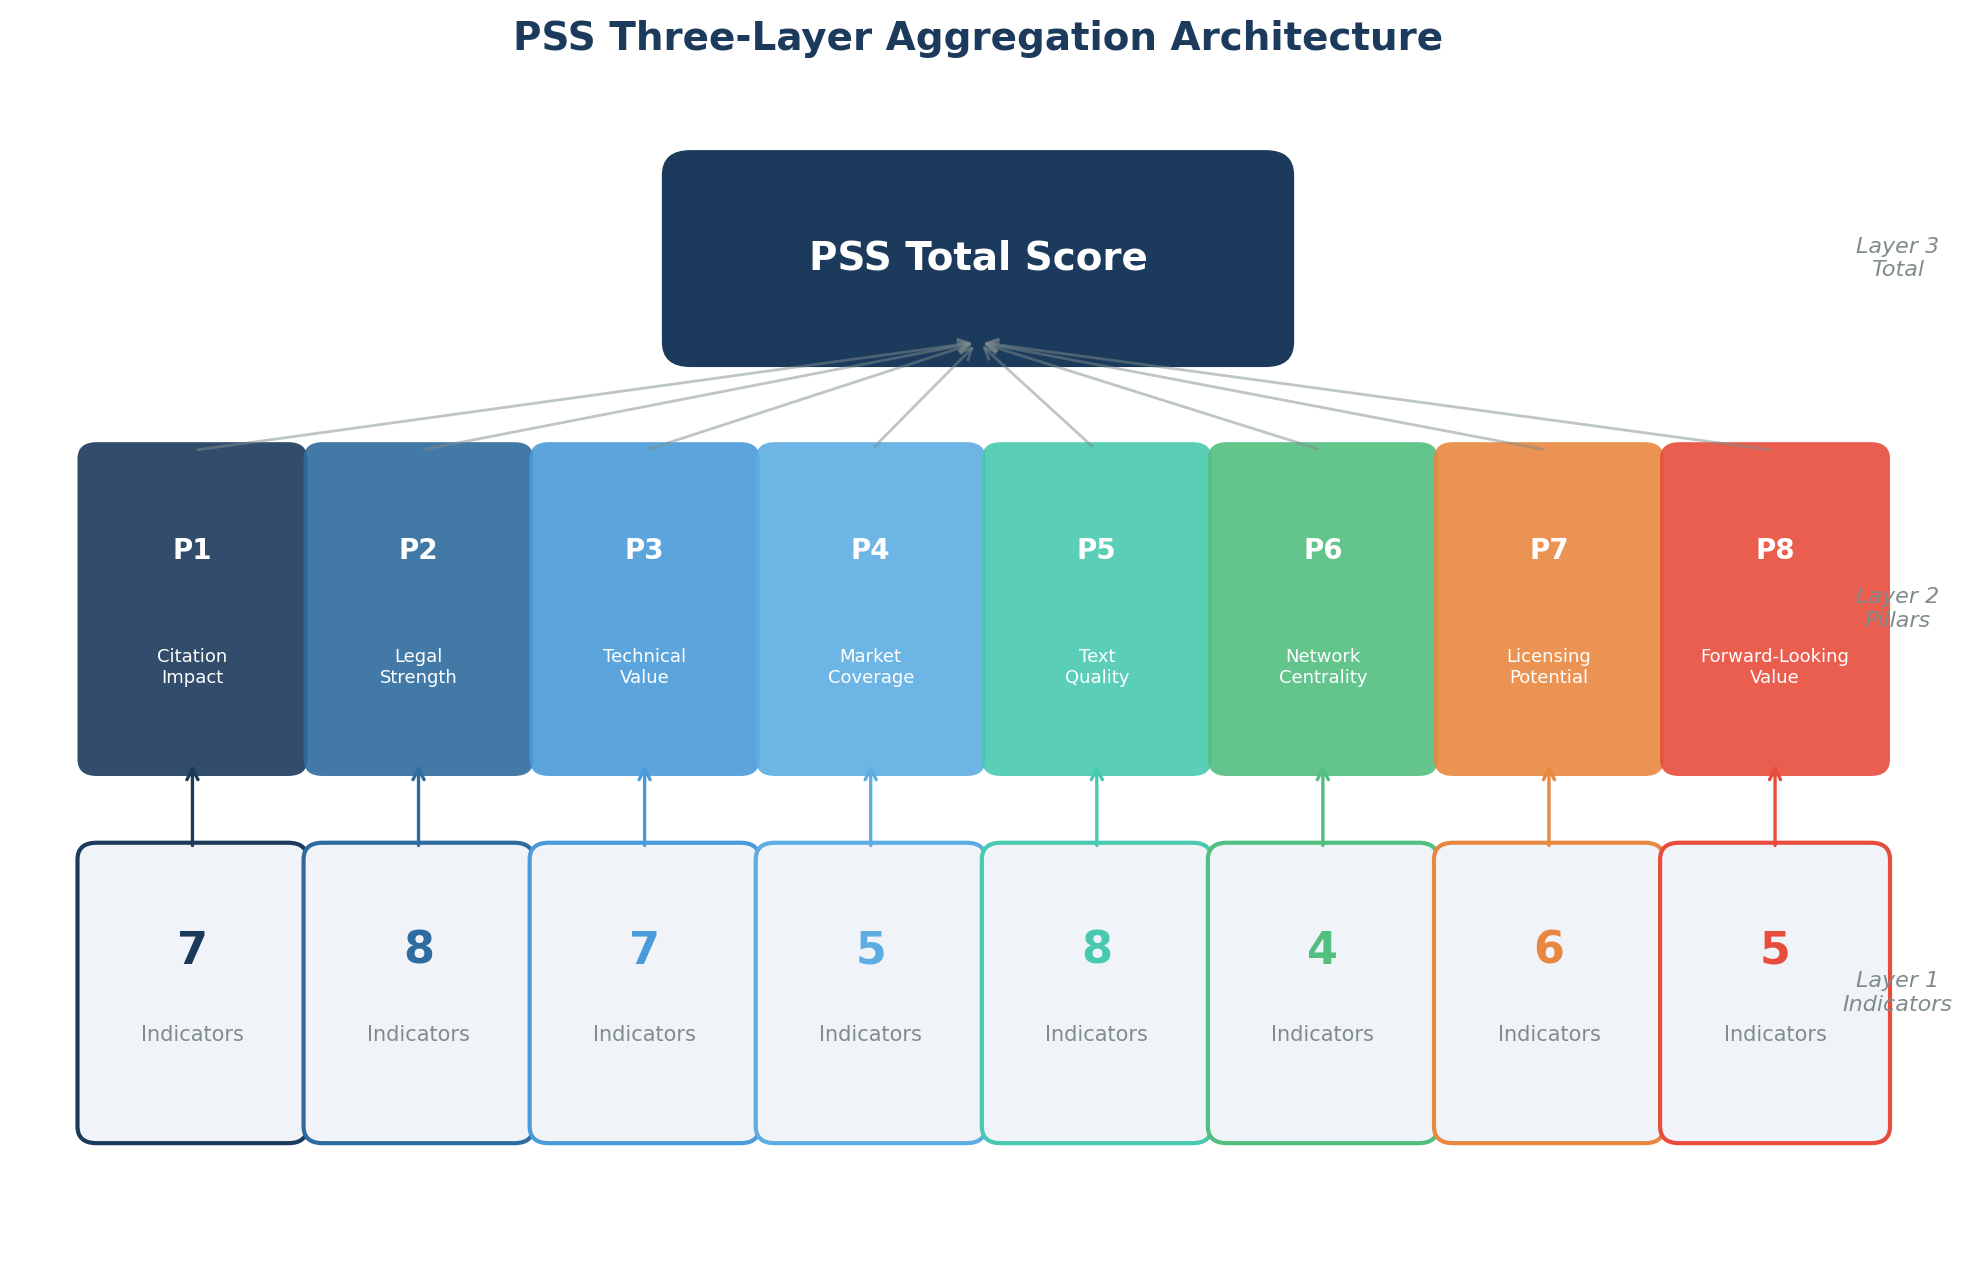 PSS Three-Layer Aggregation Architecture
PSS Total Score
Layer 3
Total
P1
P2
P3
P4
P5
P6
P7
P8
Layer 2
Pillars
Citation
Impact
Legal
Strength
Technical
Value
Market
Coverage
Text
Quality
Network
Centrality
Licensing
Potential
Forward-Looking
Value
7
8
7
5
8
4
6
5
Layer 1
Indicators
Indicators
Indicators
Indicators
Indicators
Indicators
Indicators
Indicators
Indicators